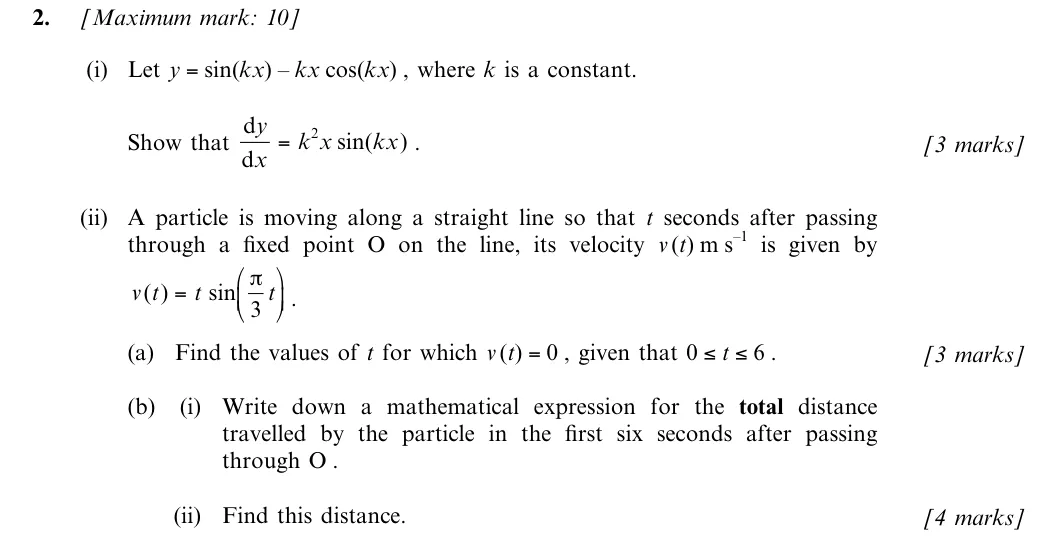 2. [Maximum mark: 10]
(i) Let y = sin(kx) – kx cos(kx) , where k is a constant.
Show that dy/dx = k²x sin(kx) . [3 marks]
(ii) A particle is moving along a straight line so that t seconds after passing
through a fixed point O on the line, its velocity v(t) m s⁻¹ is given by
v(t) = t sin(π/3 t) .
(a) Find the values of t for which v(t) = 0 , given that 0 ≤ t ≤ 6 . [3 marks]
(b) (i) Write down a mathematical expression for the total distance
travelled by the particle in the first six seconds after passing
through O .
(ii) Find this distance. [4 marks]